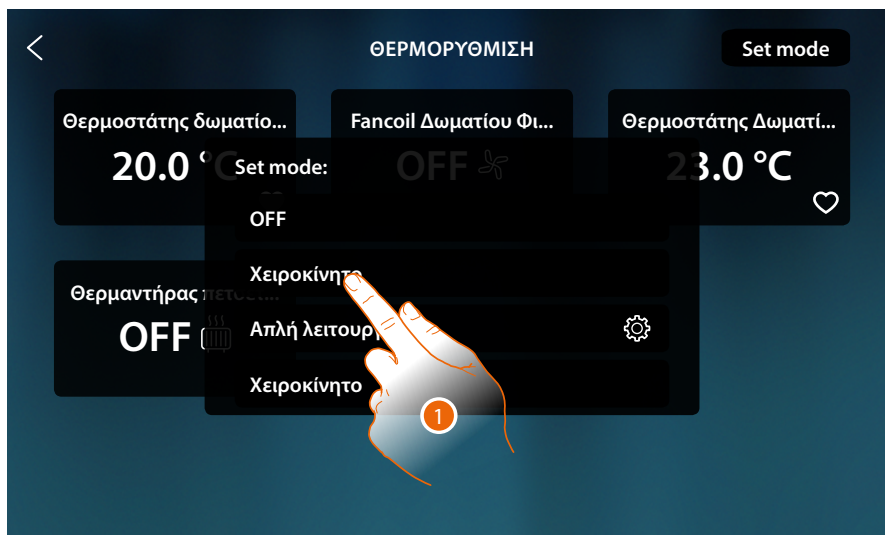 ΘΕΡΜΟΡΥΘΜΙΣΗ
Set mode
Θερμοστάτης δωματίο...
20.0 °C
Fancoil Δωματίου Φι...
OFF
Θερμοστάτης Δωματί...
23.0 °C
Set mode:
OFF
Χειροκίνητο
Απλή
Χειροκίνητο
Θερμαντήρας
OFF
1